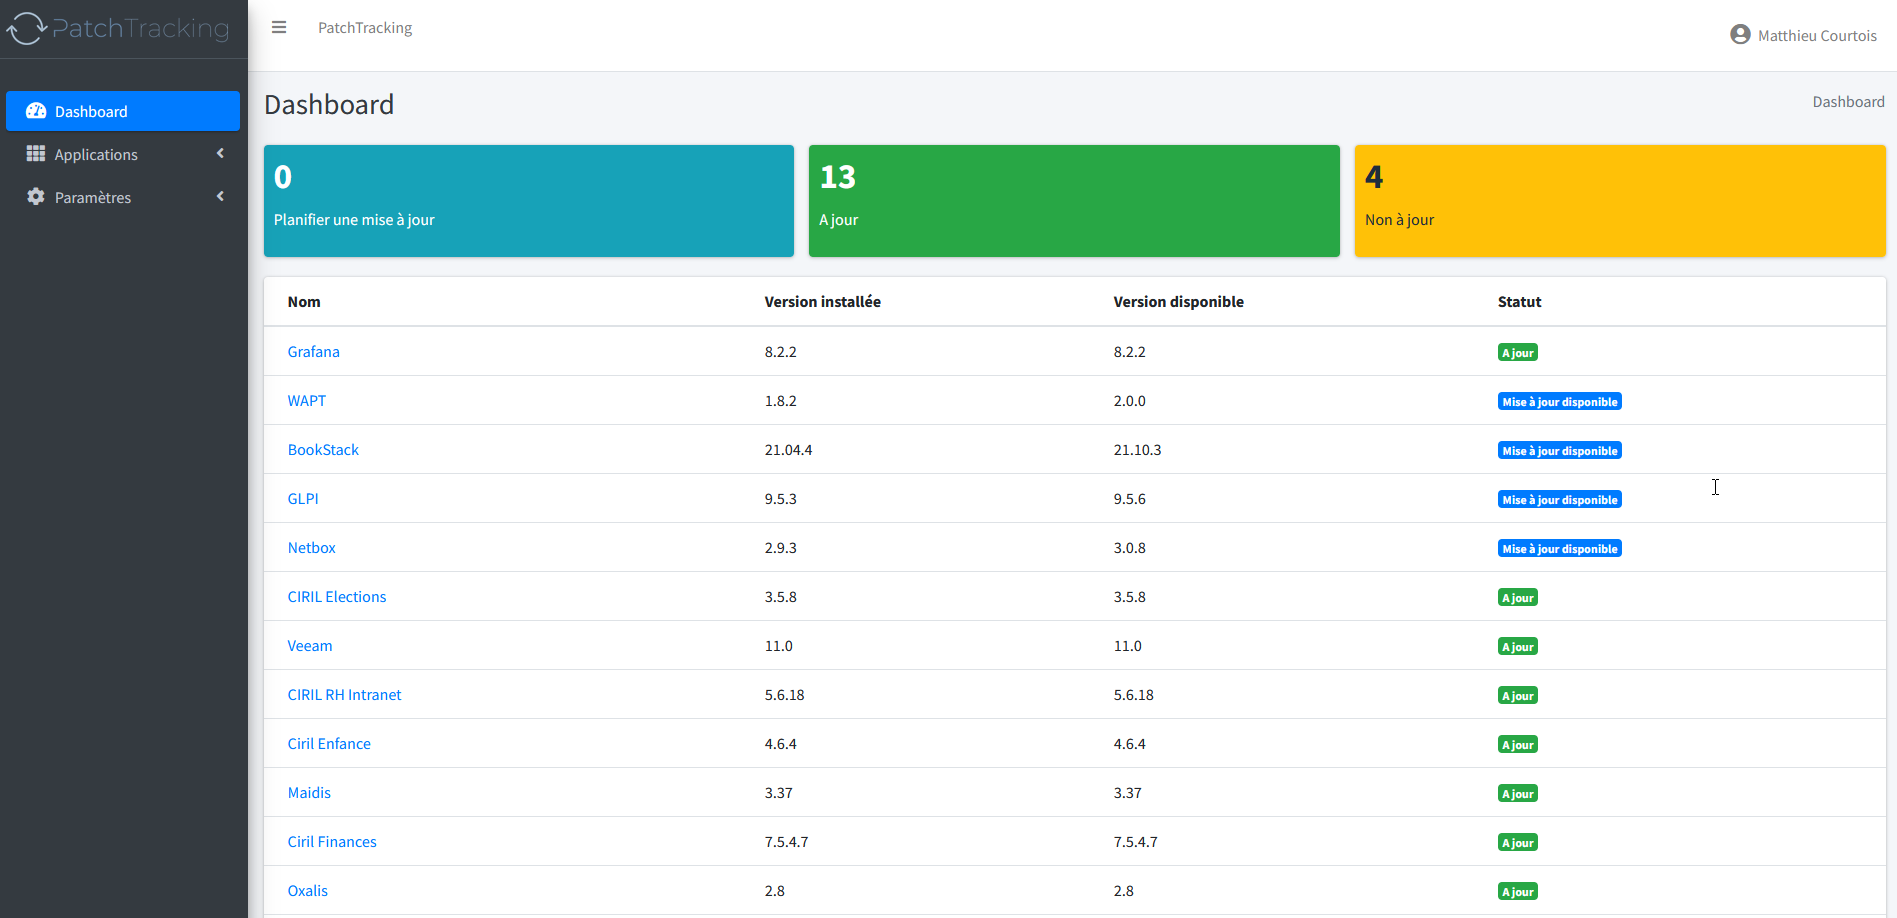 PatchTracking
PatchTracking
Matthieu Courtois
Dashboard
Applications
Paramètres
Dashboard
Dashboard
0
Planifier une mise à jour
13
A jour
4
Non à jour
Nom Version installée Version disponible Statut
Grafana 8.2.2 8.2.2 A jour
WAPT 1.8.2 2.0.0 Mise à jour disponible
BookStack 21.04.4 21.10.3 Mise à jour disponible
GLPI 9.5.3 9.5.6 Mise à jour disponible
Netbox 2.9.3 3.0.8 Mise à jour disponible
CIRIL Elections 3.5.8 3.5.8 A jour
Veeam 11.0 11.0 A jour
CIRIL RH Intranet 5.6.18 5.6.18 A jour
Ciril Enfance 4.6.4 4.6.4 A jour
Maidis 3.37 3.37 A jour
Ciril Finances 7.5.4.7 7.5.4.7 A jour
Oxalis 2.8 2.8 A jour